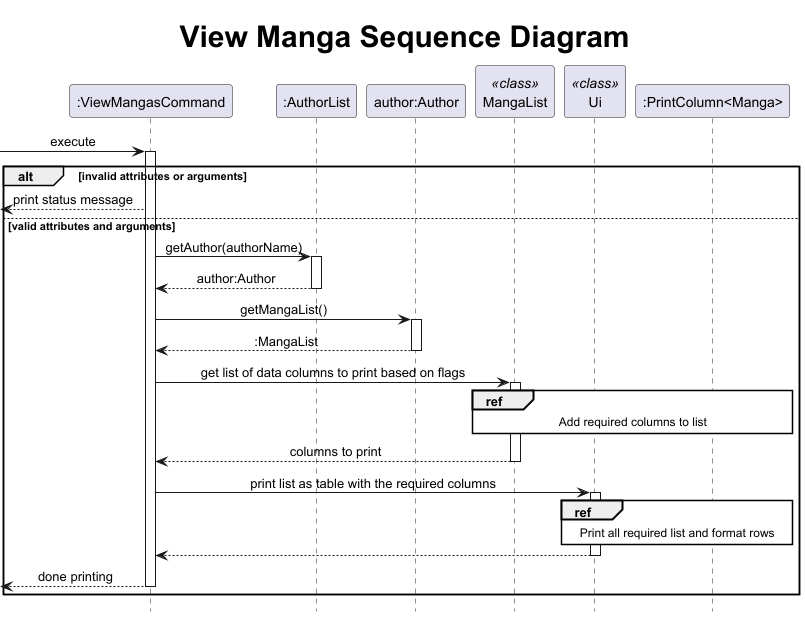 View Manga Sequence Diagram
«class» «class»
:ViewMangasCommand :AuthorList author:Author MangaList Ui :PrintColumn<Manga>
execute
alt [invalid attributes or arguments]
print status message
[valid attributes and arguments]
getAuthor(authorName)
author:Author
getMangaList()
:MangaList
get list of data columns to print based on flags
ref
Add required columns to list
columns to print
print list as table with the required columns
ref
Print all required list and format rows
done printing